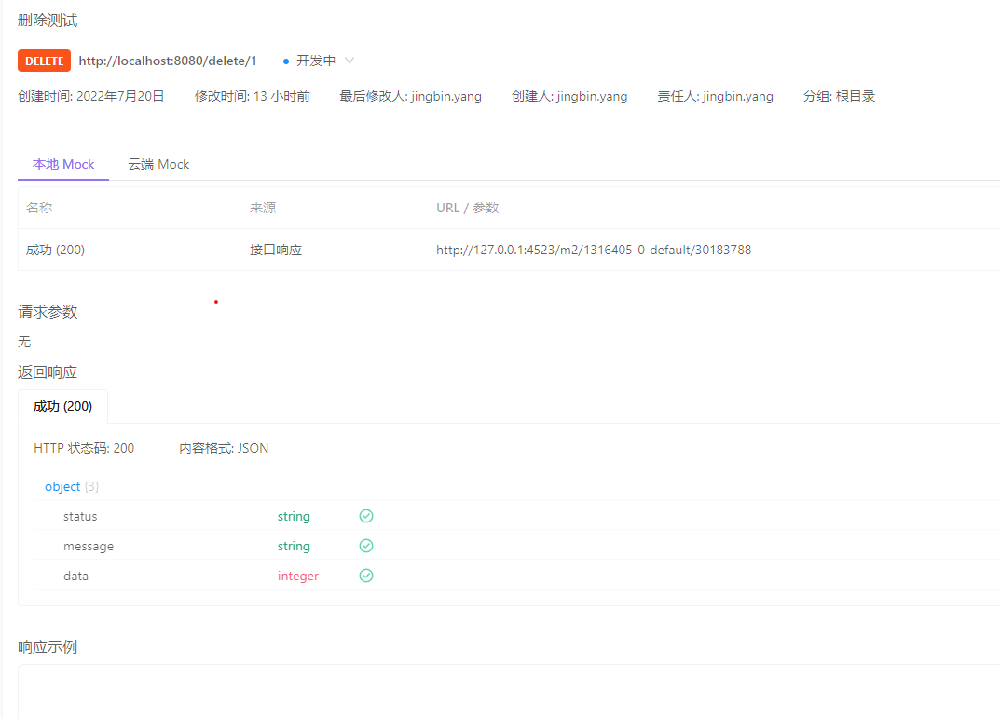 删除测试
DELETE http://localhost:8080/delete/1 开发中
创建时间: 2022年7月20日 修改时间: 13 小时前 最后修改人: jingbin.yang 创建人: jingbin.yang 责任人: jingbin.yang 分组: 根目录
本地 Mock 云端 Mock
名称 来源 URL / 参数
成功 (200) 接口响应 http://127.0.0.1:4523/m2/1316405-0-default/30183788
请求参数
无
返回响应
成功 (200)
HTTP 状态码: 200 内容格式: JSON
object {3}
status string
message string
data integer
响应示例